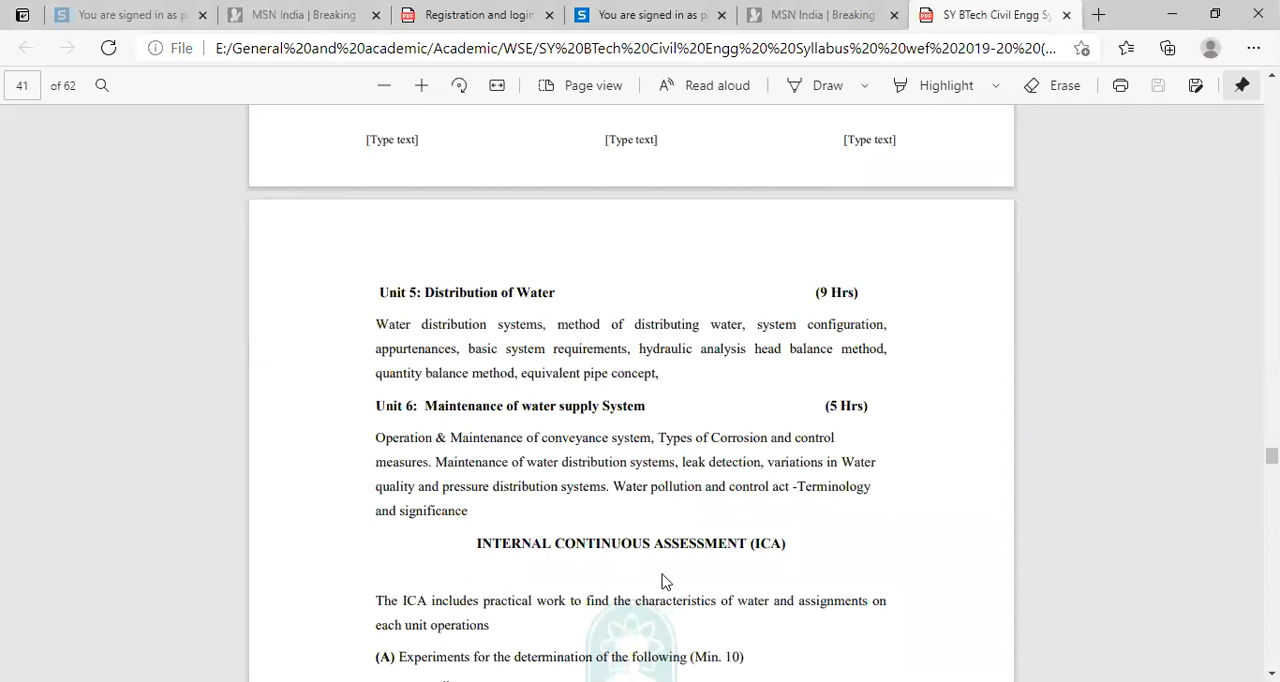 You are signed in as p
MSN India | Breaking
Registration and login
You are signed in as p
MSN India | Breaking
SY BTech Civil Engg Sy
File
E:/General%20and%20academic/Academic/WSE/SY%20BTech%20Civil%20Engg%20%20Syllabus%20%20wef%202019-20%20(...
41 of 62
Page view
Read aloud
Draw
Highlight
Erase
[Type text] [Type text] [Type text]
Unit 5: Distribution of Water (9 Hrs)
Water distribution systems, method of distributing water, system configuration,
appurtenances, basic system requirements, hydraulic analysis head balance method,
quantity balance method, equivalent pipe concept,
Unit 6: Maintenance of water supply System (5 Hrs)
Operation & Maintenance of conveyance system, Types of Corrosion and control
measures. Maintenance of water distribution systems, leak detection, variations in Water
quality and pressure distribution systems. Water pollution and control act -Terminology
and significance
INTERNAL CONTINUOUS ASSESSMENT (ICA)
The ICA includes practical work to find the characteristics of water and assignments on
each unit operations
(A) Experiments for the determination of the following (Min. 10)